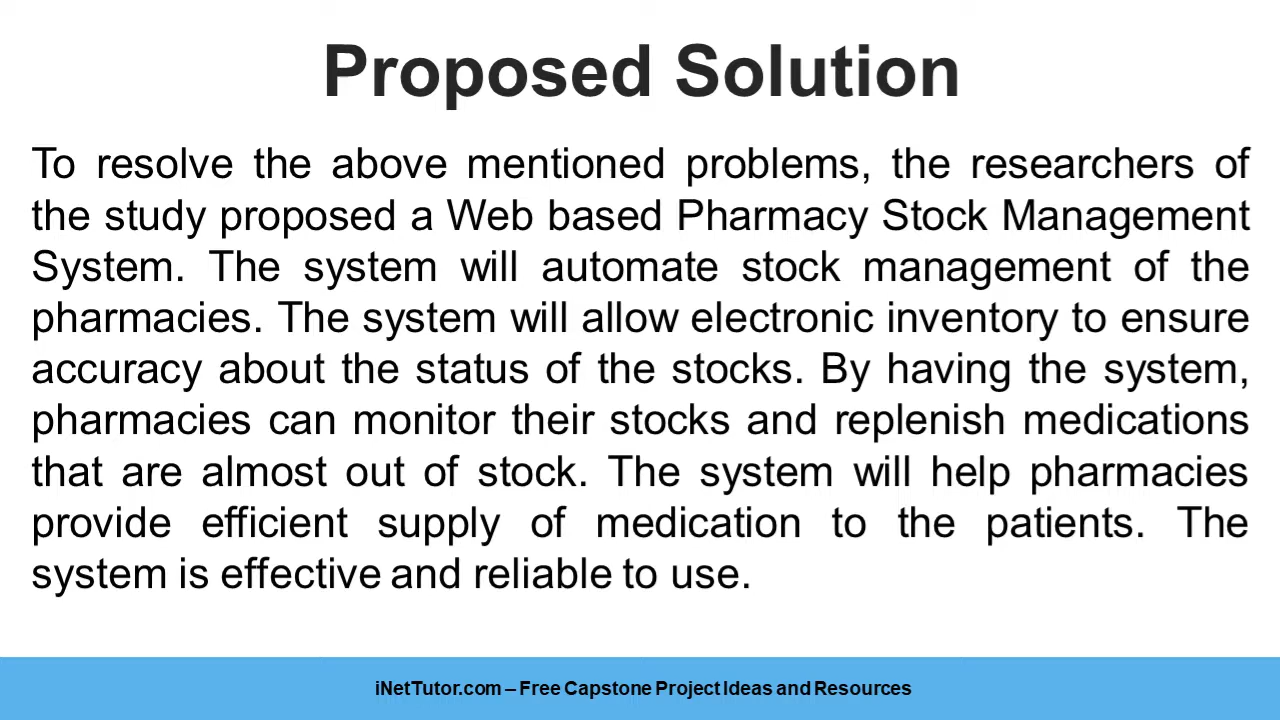 Proposed Solution
To resolve the above mentioned problems, the researchers of
the study proposed a Web based Pharmacy Stock Management
System. The system will automate stock management of the
pharmacies. The system will allow electronic inventory to ensure
accuracy about the status of the stocks. By having the system,
pharmacies can monitor their stocks and replenish medications
that are almost out of stock. The system will help pharmacies
provide efficient supply of medication to the patients. The
system is effective and reliable to use.
iNetTutor.com – Free Capstone Project Ideas and Resources